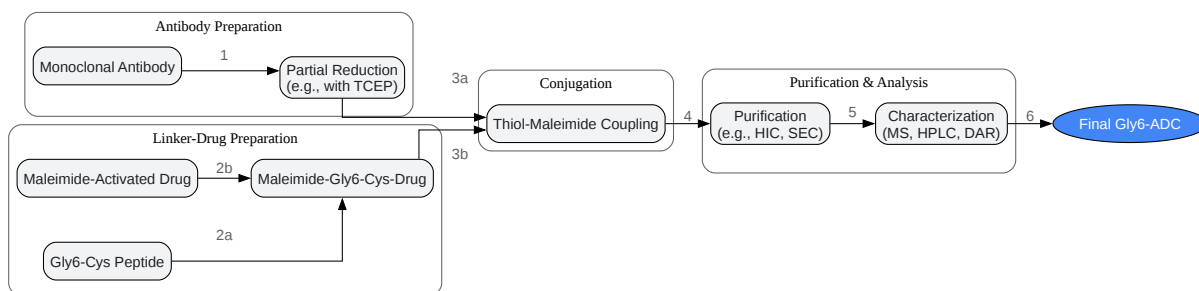 Antibody Preparation
Monoclonal Antibody
1
Partial Reduction
(e.g., with TCEP)
3a
Linker-Drug Preparation
Maleimide-Activated Drug
2b
Maleimide-Gly6-Cys-Drug
3b
2a
Gly6-Cys Peptide
Conjugation
Thiol-Maleimide Coupling
4
Purification & Analysis
Purification
(e.g., HIC, SEC)
5
Characterization
(MS, HPLC, DAR)
6
Final Gly6-ADC